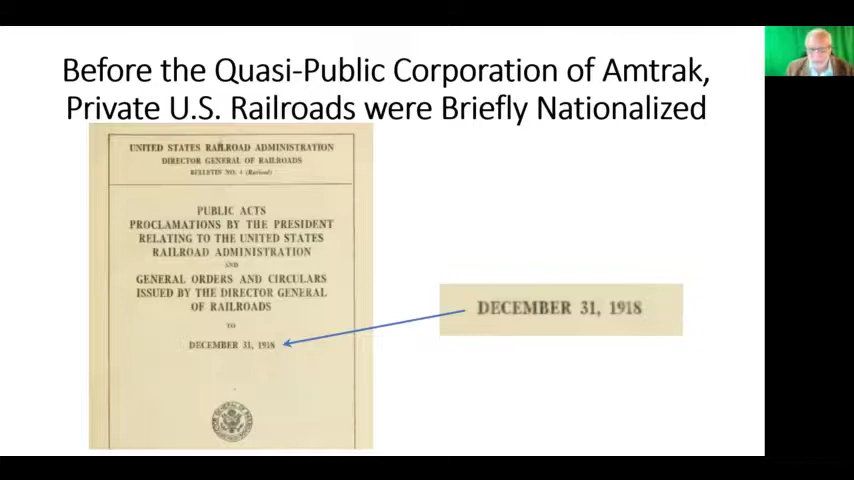 Before the Quasi-Public Corporation of Amtrak,
Private U.S. Railroads were Briefly Nationalized
UNITED STATES RAILROAD ADMINISTRATION
DIRECTOR GENERAL OF RAILROADS
BULLETIN NO. 4 (Revised)
PUBLIC ACTS
PROCLAMATIONS BY THE PRESIDENT
RELATING TO THE UNITED STATES
RAILROAD ADMINISTRATION
AND
GENERAL ORDERS AND CIRCULARS
ISSUED BY THE DIRECTOR GENERAL
OF RAILROADS
TO
DECEMBER 31, 1918
DECEMBER 31, 1918